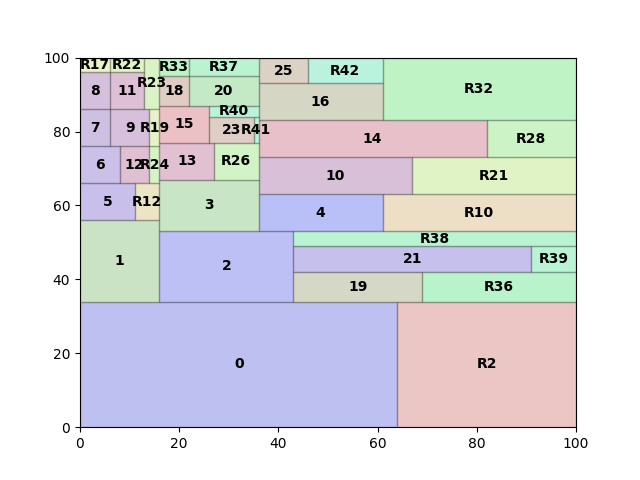 100
R17 R22 R33 R37 25 R42
R23 R32
8 11 18 20
16
80
R40
7 9 R19 15 23 R41 14 R28
6 12 R24 13 R26
10 R21
60
5 R12 3
4 R10
R38
40
1 2 21 R39
19 R36
20
0 R2
0
0 20 40 60 80 100